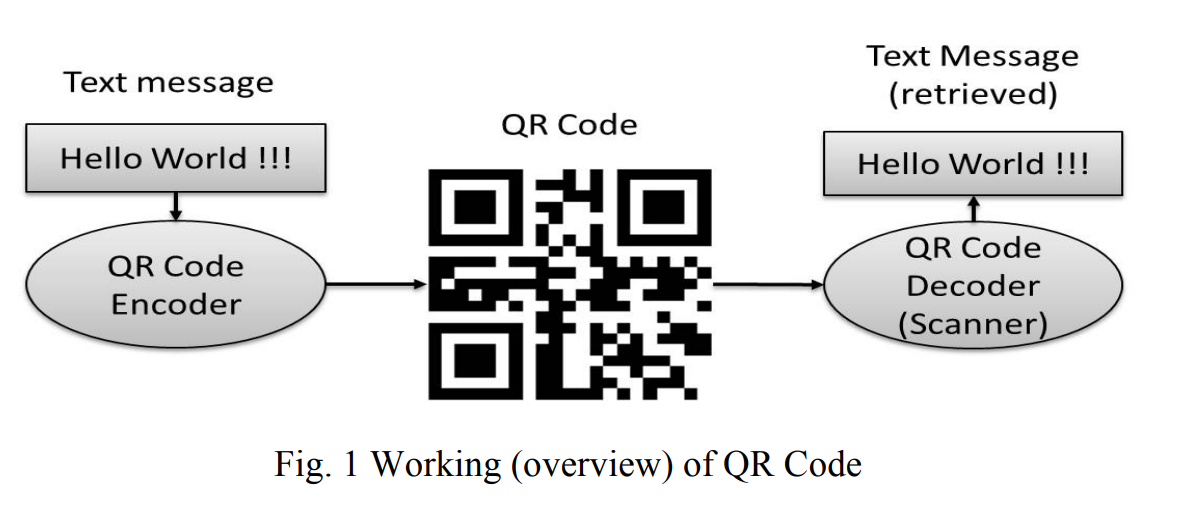 Text message
Hello World !!!
QR Code
Encoder
QR Code
Text Message
(retrieved)
Hello World !!!
QR Code
Decoder
(Scanner)
Fig. 1 Working (overview) of QR Code